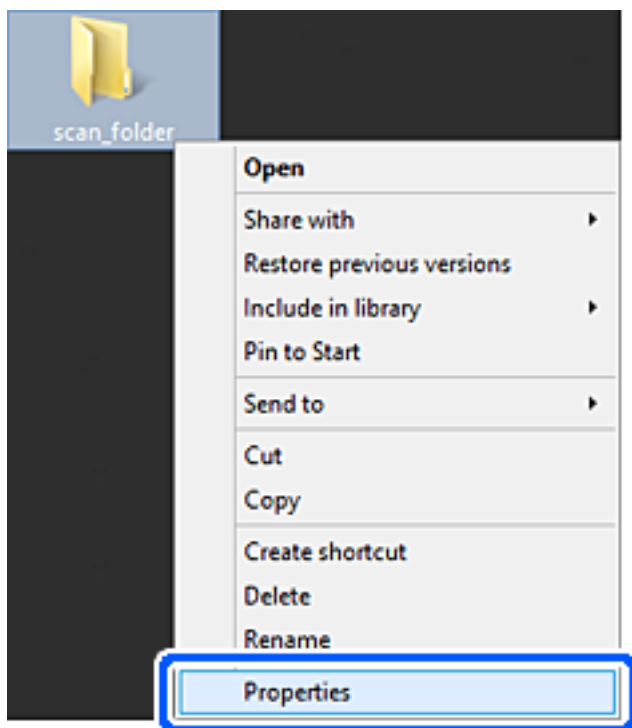 scan_folder
Open
Share with
Restore previous versions
Include in library
Pin to Start
Send to
Cut
Copy
Create shortcut
Delete
Rename
Properties